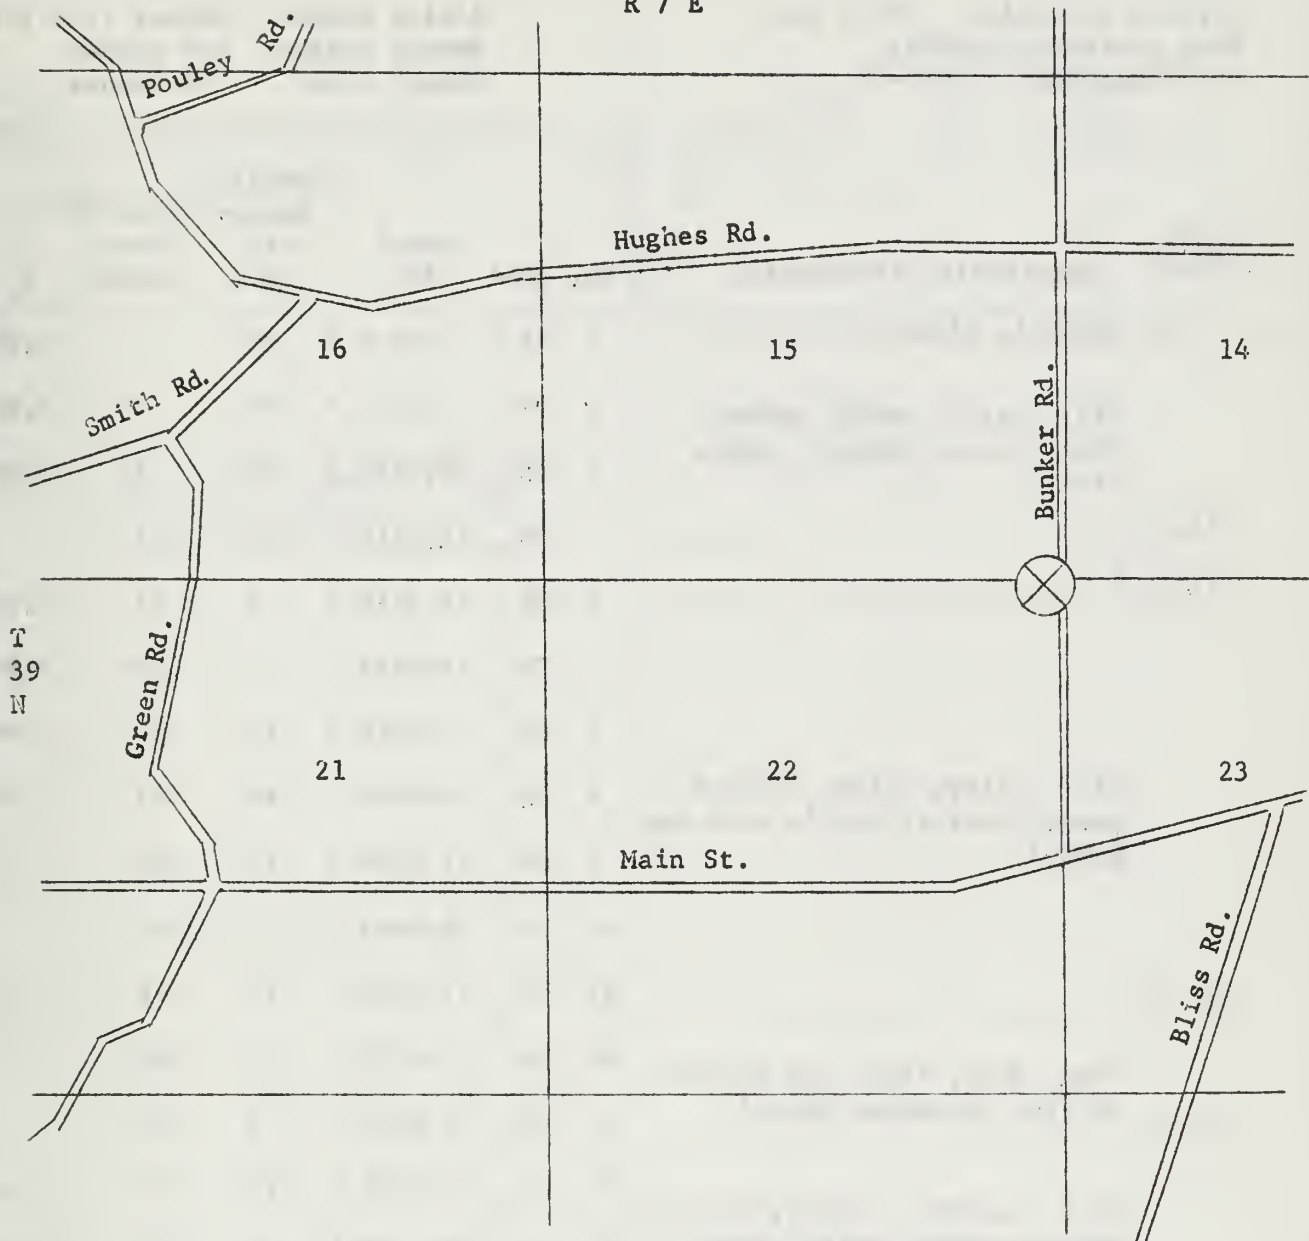 R 7 E
Pouley Rd.
Hughes Rd.
16
15
14
Smith Rd.
Bunker Rd.
T
39
N
Green Rd.
21
22
23
Main St.
Bliss Rd.